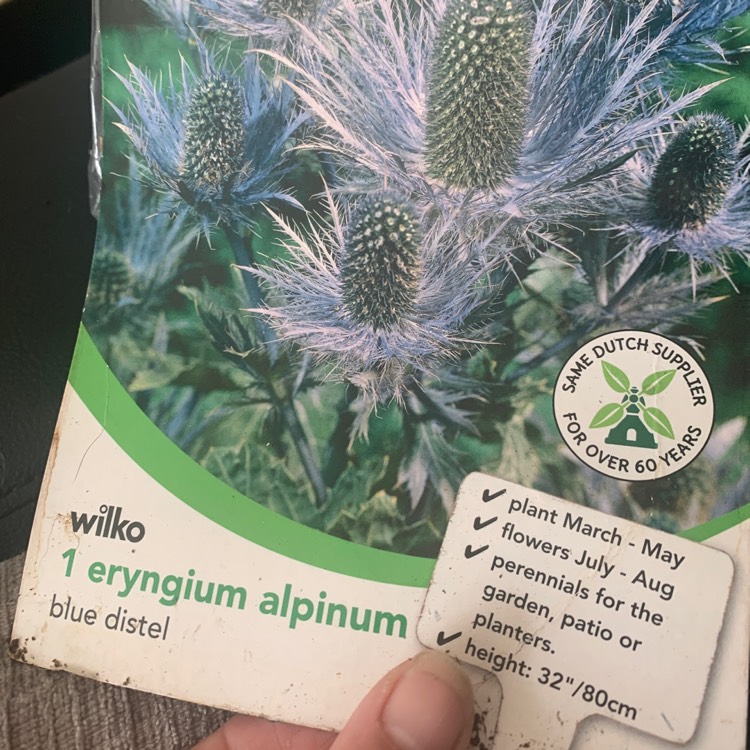 SAME DUTCH SUPPLIER
FOR OVER 60 YEARS
wilko
1 eryngium alpinum
blue distel
✔ plant March - May
✔ flowers July - Aug
✔ perennials for the
garden, patio or
planters.
✔ height: 32"/80cm